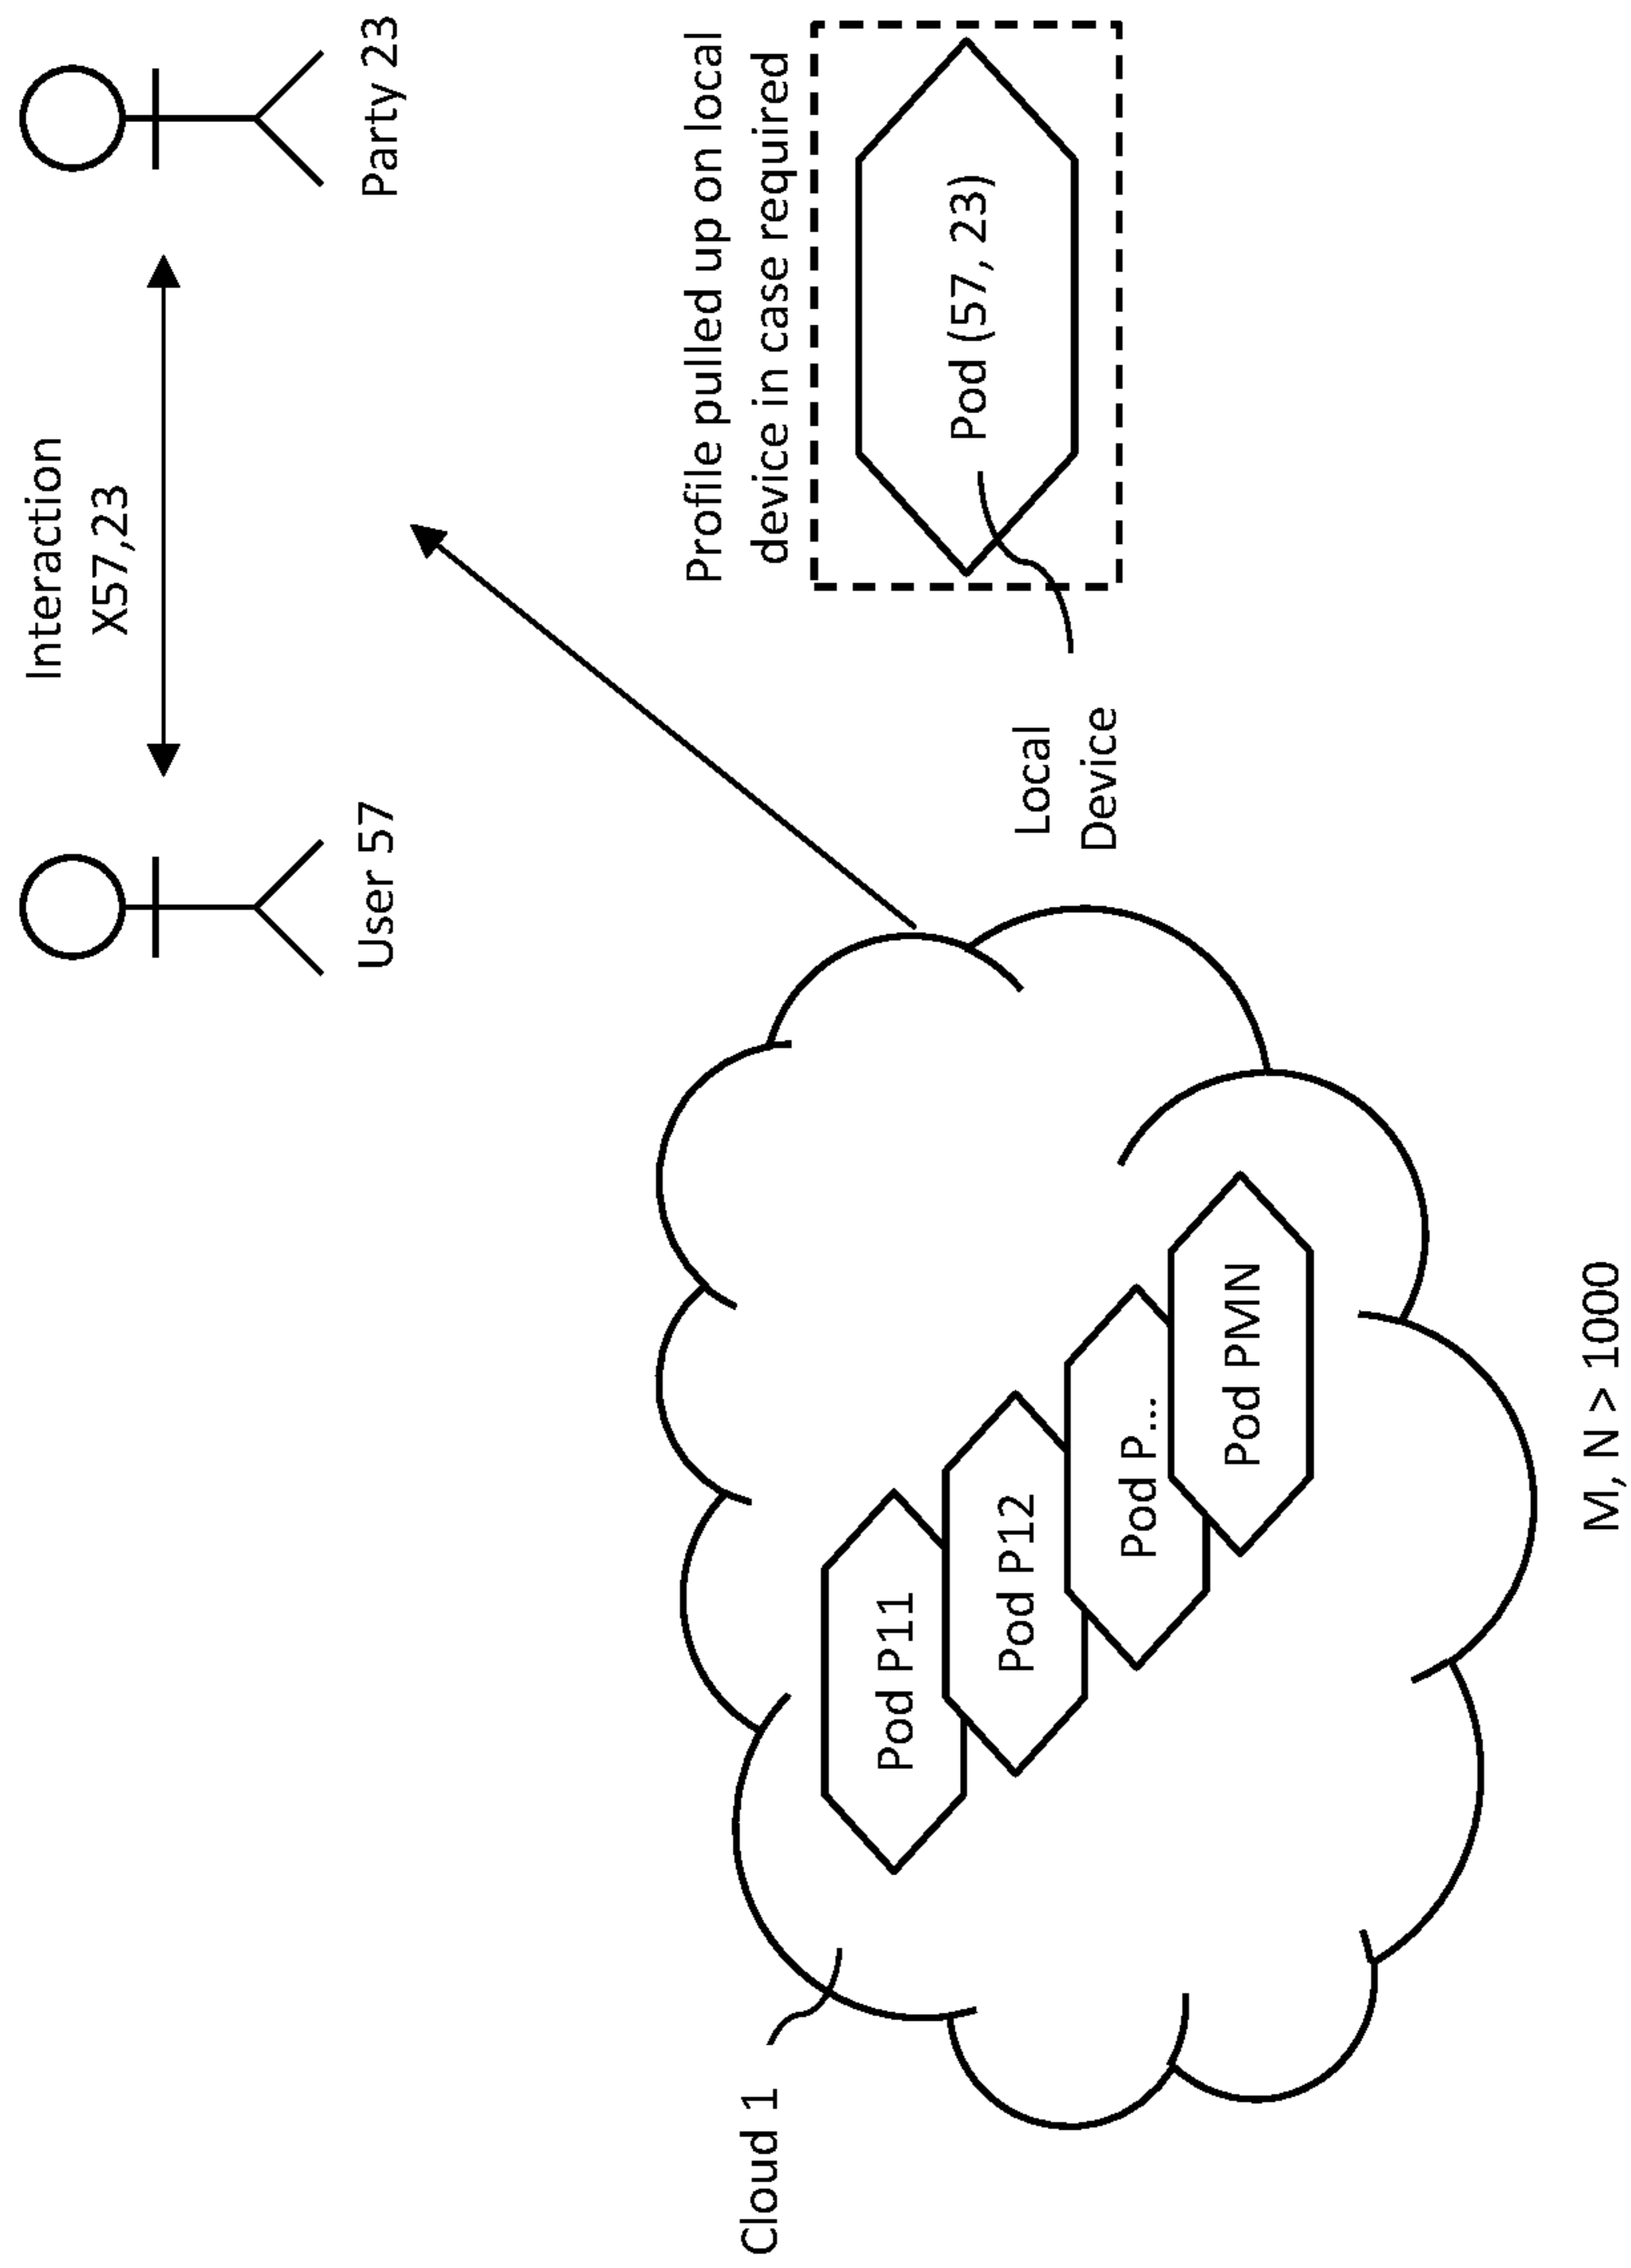 Interaction
X57,23
User 57
Party 23
Profile pulled up on local
device in case required
Pod (57, 23)
Local
Device
Cloud 1
Pod P11
Pod P12
Pod P...
Pod PMN
M, N > 1000